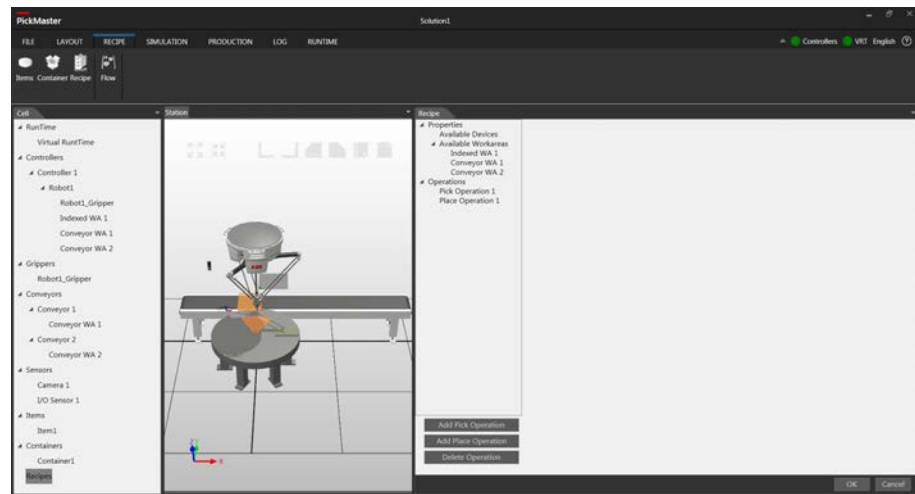 PickMaster
Solution1
FILE LAYOUT RECIPE SIMULATION PRODUCTION LOG RUNTIME
Controllers VRT English
Items Container Recipe Flow
Cell
RunTime
Virtual RuntTime
Controllers
Controller 1
Robot1
Robot1_Gripper
Indexed WA 1
Conveyor WA 1
Conveyor WA 2
Grippers
Robot1_Gripper
Conveyors
Conveyor 1
Conveyor WA 1
Conveyor 2
Conveyor WA 2
Sensors
Camera 1
I/O Sensor 1
Items
Item1
Containers
Container1
Recipes
Station
ABB
X
Recipe
Properties
Available Devices
Available Workareas
Indexed WA 1
Conveyor WA 1
Conveyor WA 2
Operations
Pick Operation 1
Place Operation 1
Add Pick Operation
Add Place Operation
Delete Operation
OK Cancel